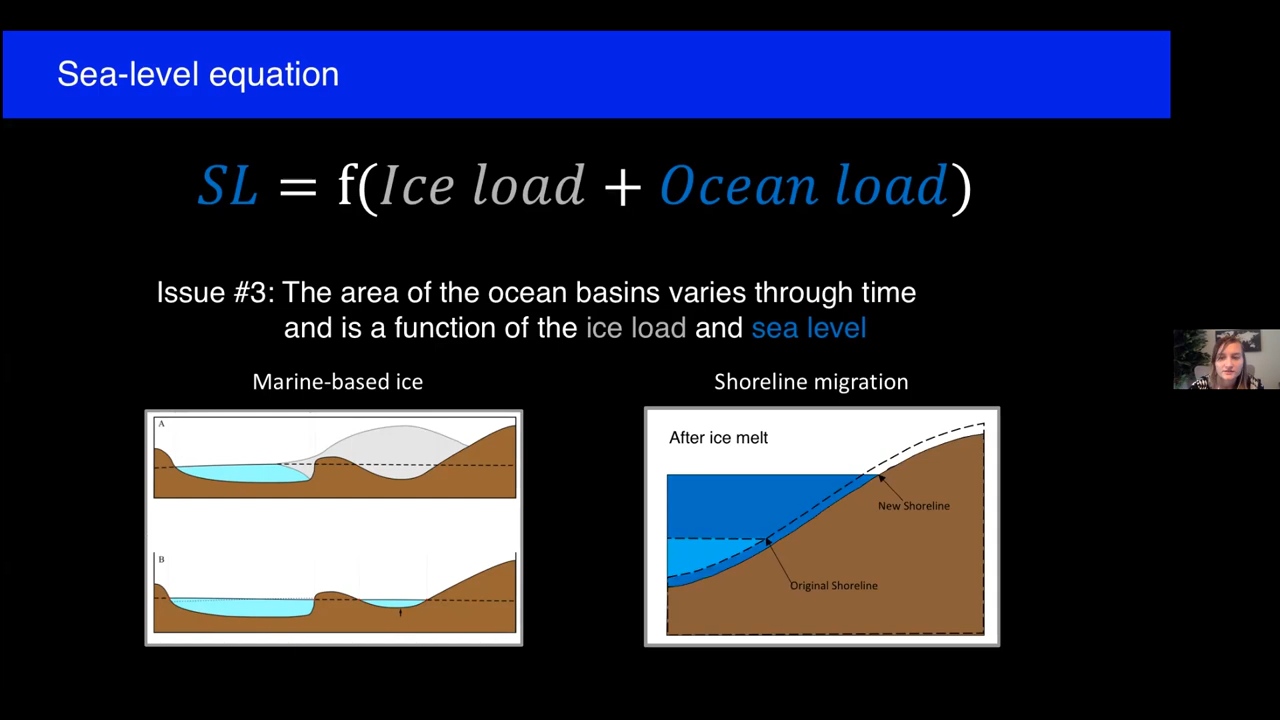 Sea-level equation
SL = f(Ice load + Ocean load)
Issue #3: The area of the ocean basins varies through time
and is a function of the ice load and sea level
Marine-based ice
Shoreline migration
A
B
After ice melt
New Shoreline
Original Shoreline